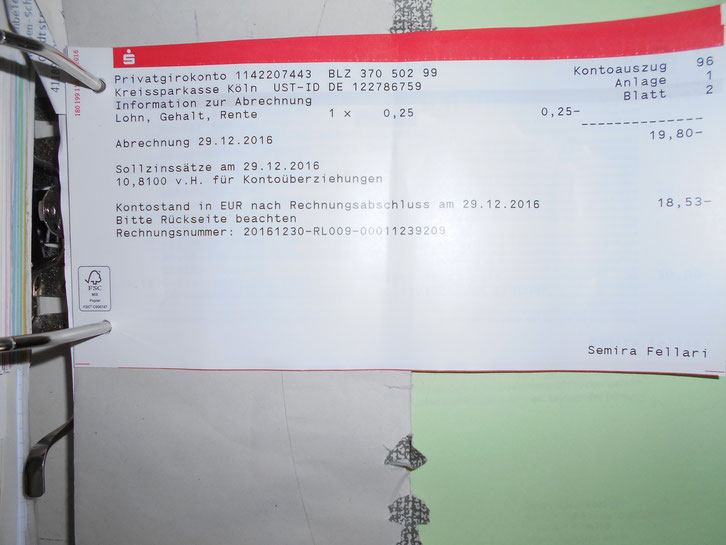 Privatgirokonto 1142207443 BLZ 370 502 99 Kontoauszug 96
Kreissparkasse Köln UST-ID DE 122786759 Anlage 1
Information zur Abrechnung Blatt 2
Lohn, Gehalt, Rente 1 x 0,25 0,25-
--------------
Abrechnung 29.12.2016 19,80-
Sollzinssätze am 29.12.2016
10,8100 v.H. für Kontoüberziehungen
Kontostand in EUR nach Rechnungsabschluss am 29.12.2016 18,53-
Bitte Rückseite beachten
Rechnungsnummer: 20161230-RL009-00011239209
FSC
Semira Fellari